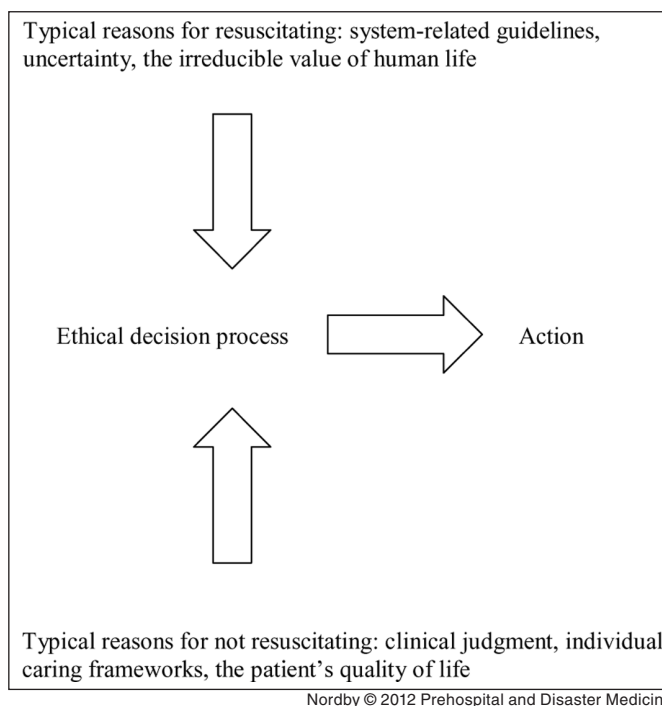 Typical reasons for resuscitating: system-related guidelines,
uncertainty, the irreducible value of human life
Ethical decision process
Action
Typical reasons for not resuscitating: clinical judgment, individual
caring frameworks, the patient's quality of life
Nordby © 2012 Prehospital and Disaster Medicin